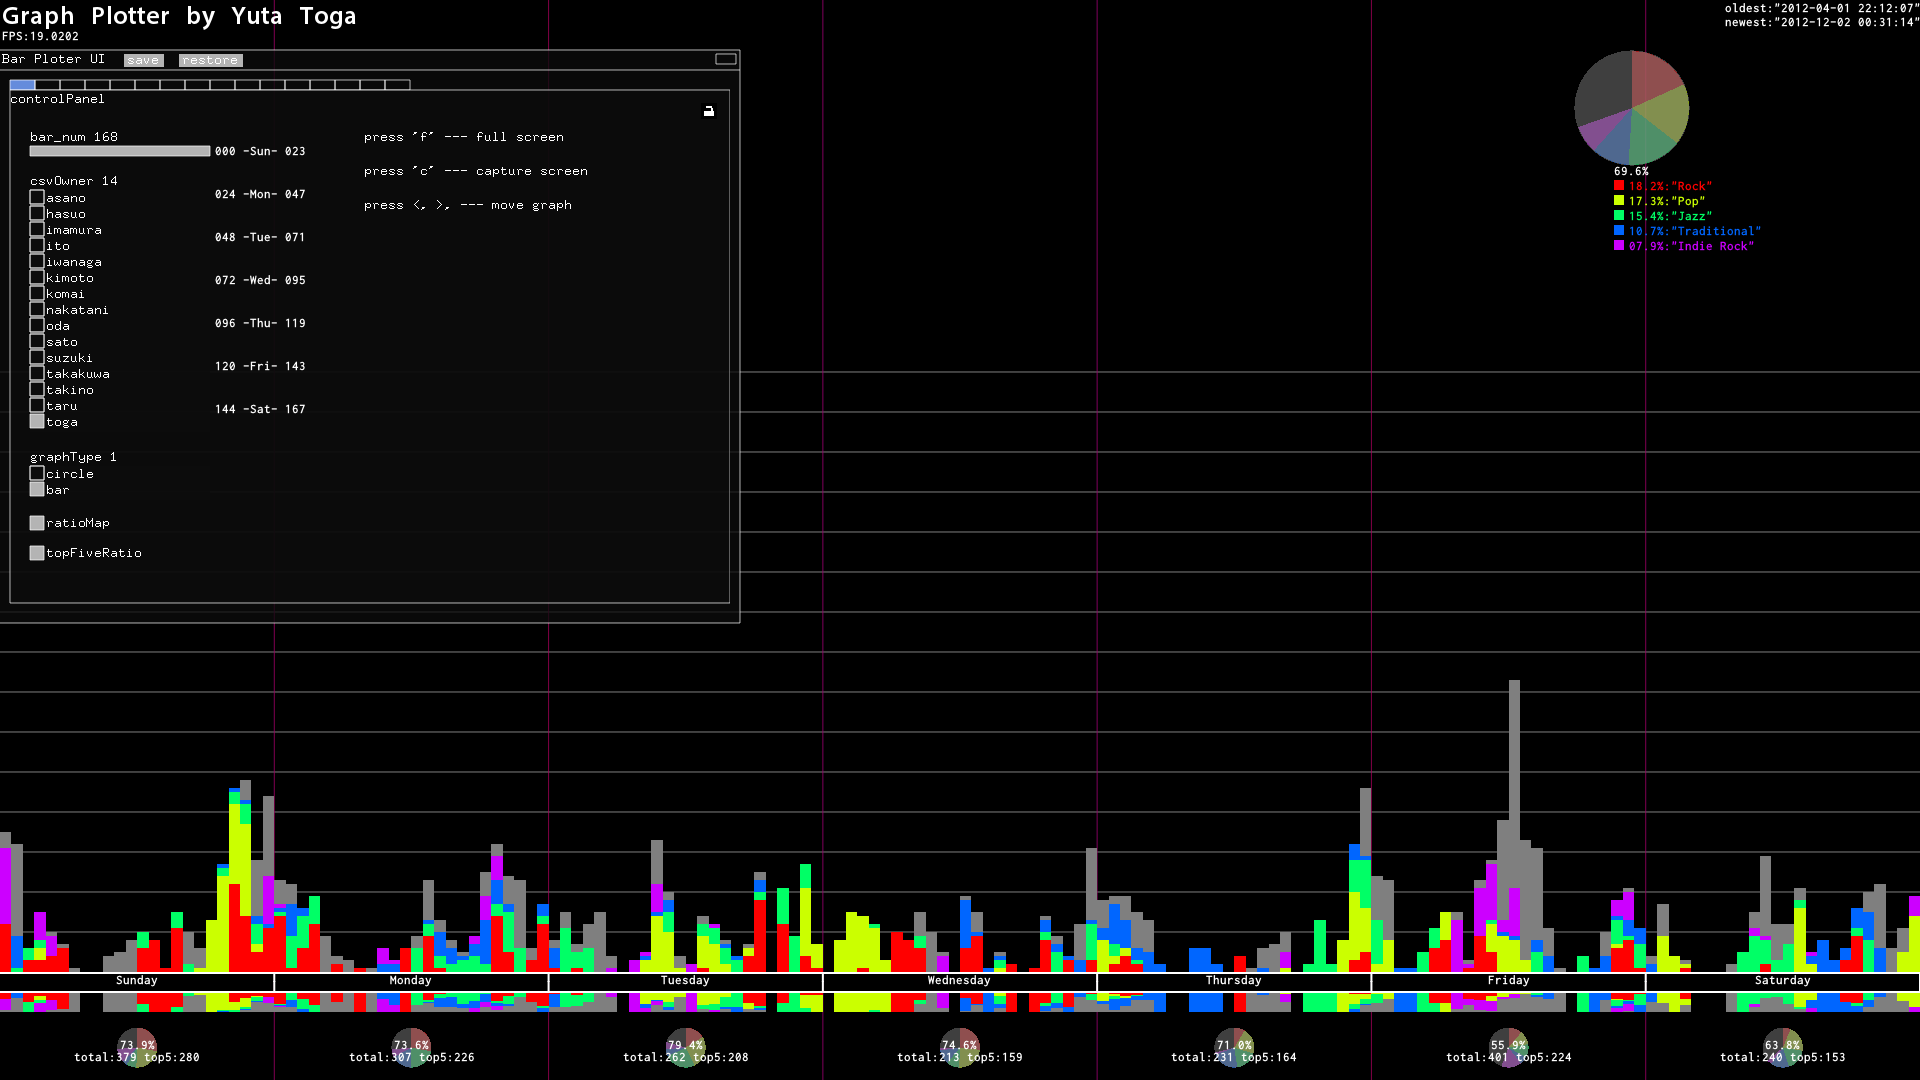 Graph Plotter by Yuta Toga
FPS:19.0202
oldest:"2012-04-01 22:12:07"
newest:"2012-12-02 00:31:14"
Bar Ploter UI save restore
controlPanel
bar_num 168
000 -Sun- 023
024 -Mon- 047
048 -Tue- 071
072 -Wed- 095
096 -Thu- 119
120 -Fri- 143
144 -Sat- 167
press 'f' --- full screen
press 'c' --- capture screen
press <, >, --- move graph
csvOwner 14
asano
hasuo
imamura
ito
iwanaga
kimoto
komai
nakatani
oda
sato
suzuki
takakuwa
takino
taru
toga
graphType 1
circle
bar
ratioMap
topFiveRatio
69.6%
18.2%:"Rock"
17.3%:"Pop"
15.4%:"Jazz"
10.7%:"Traditional"
07.9%:"Indie Rock"
Sunday Monday Tuesday Wednesday Thursday Friday Saturday
73.9% 73.6% 79.4% 74.6% 71.0% 55.9% 63.8%
total:379 top5:280 total:307 top5:226 total:262 top5:208 total:213 top5:159 total:231 top5:164 total:401 top5:224 total:240 top5:153